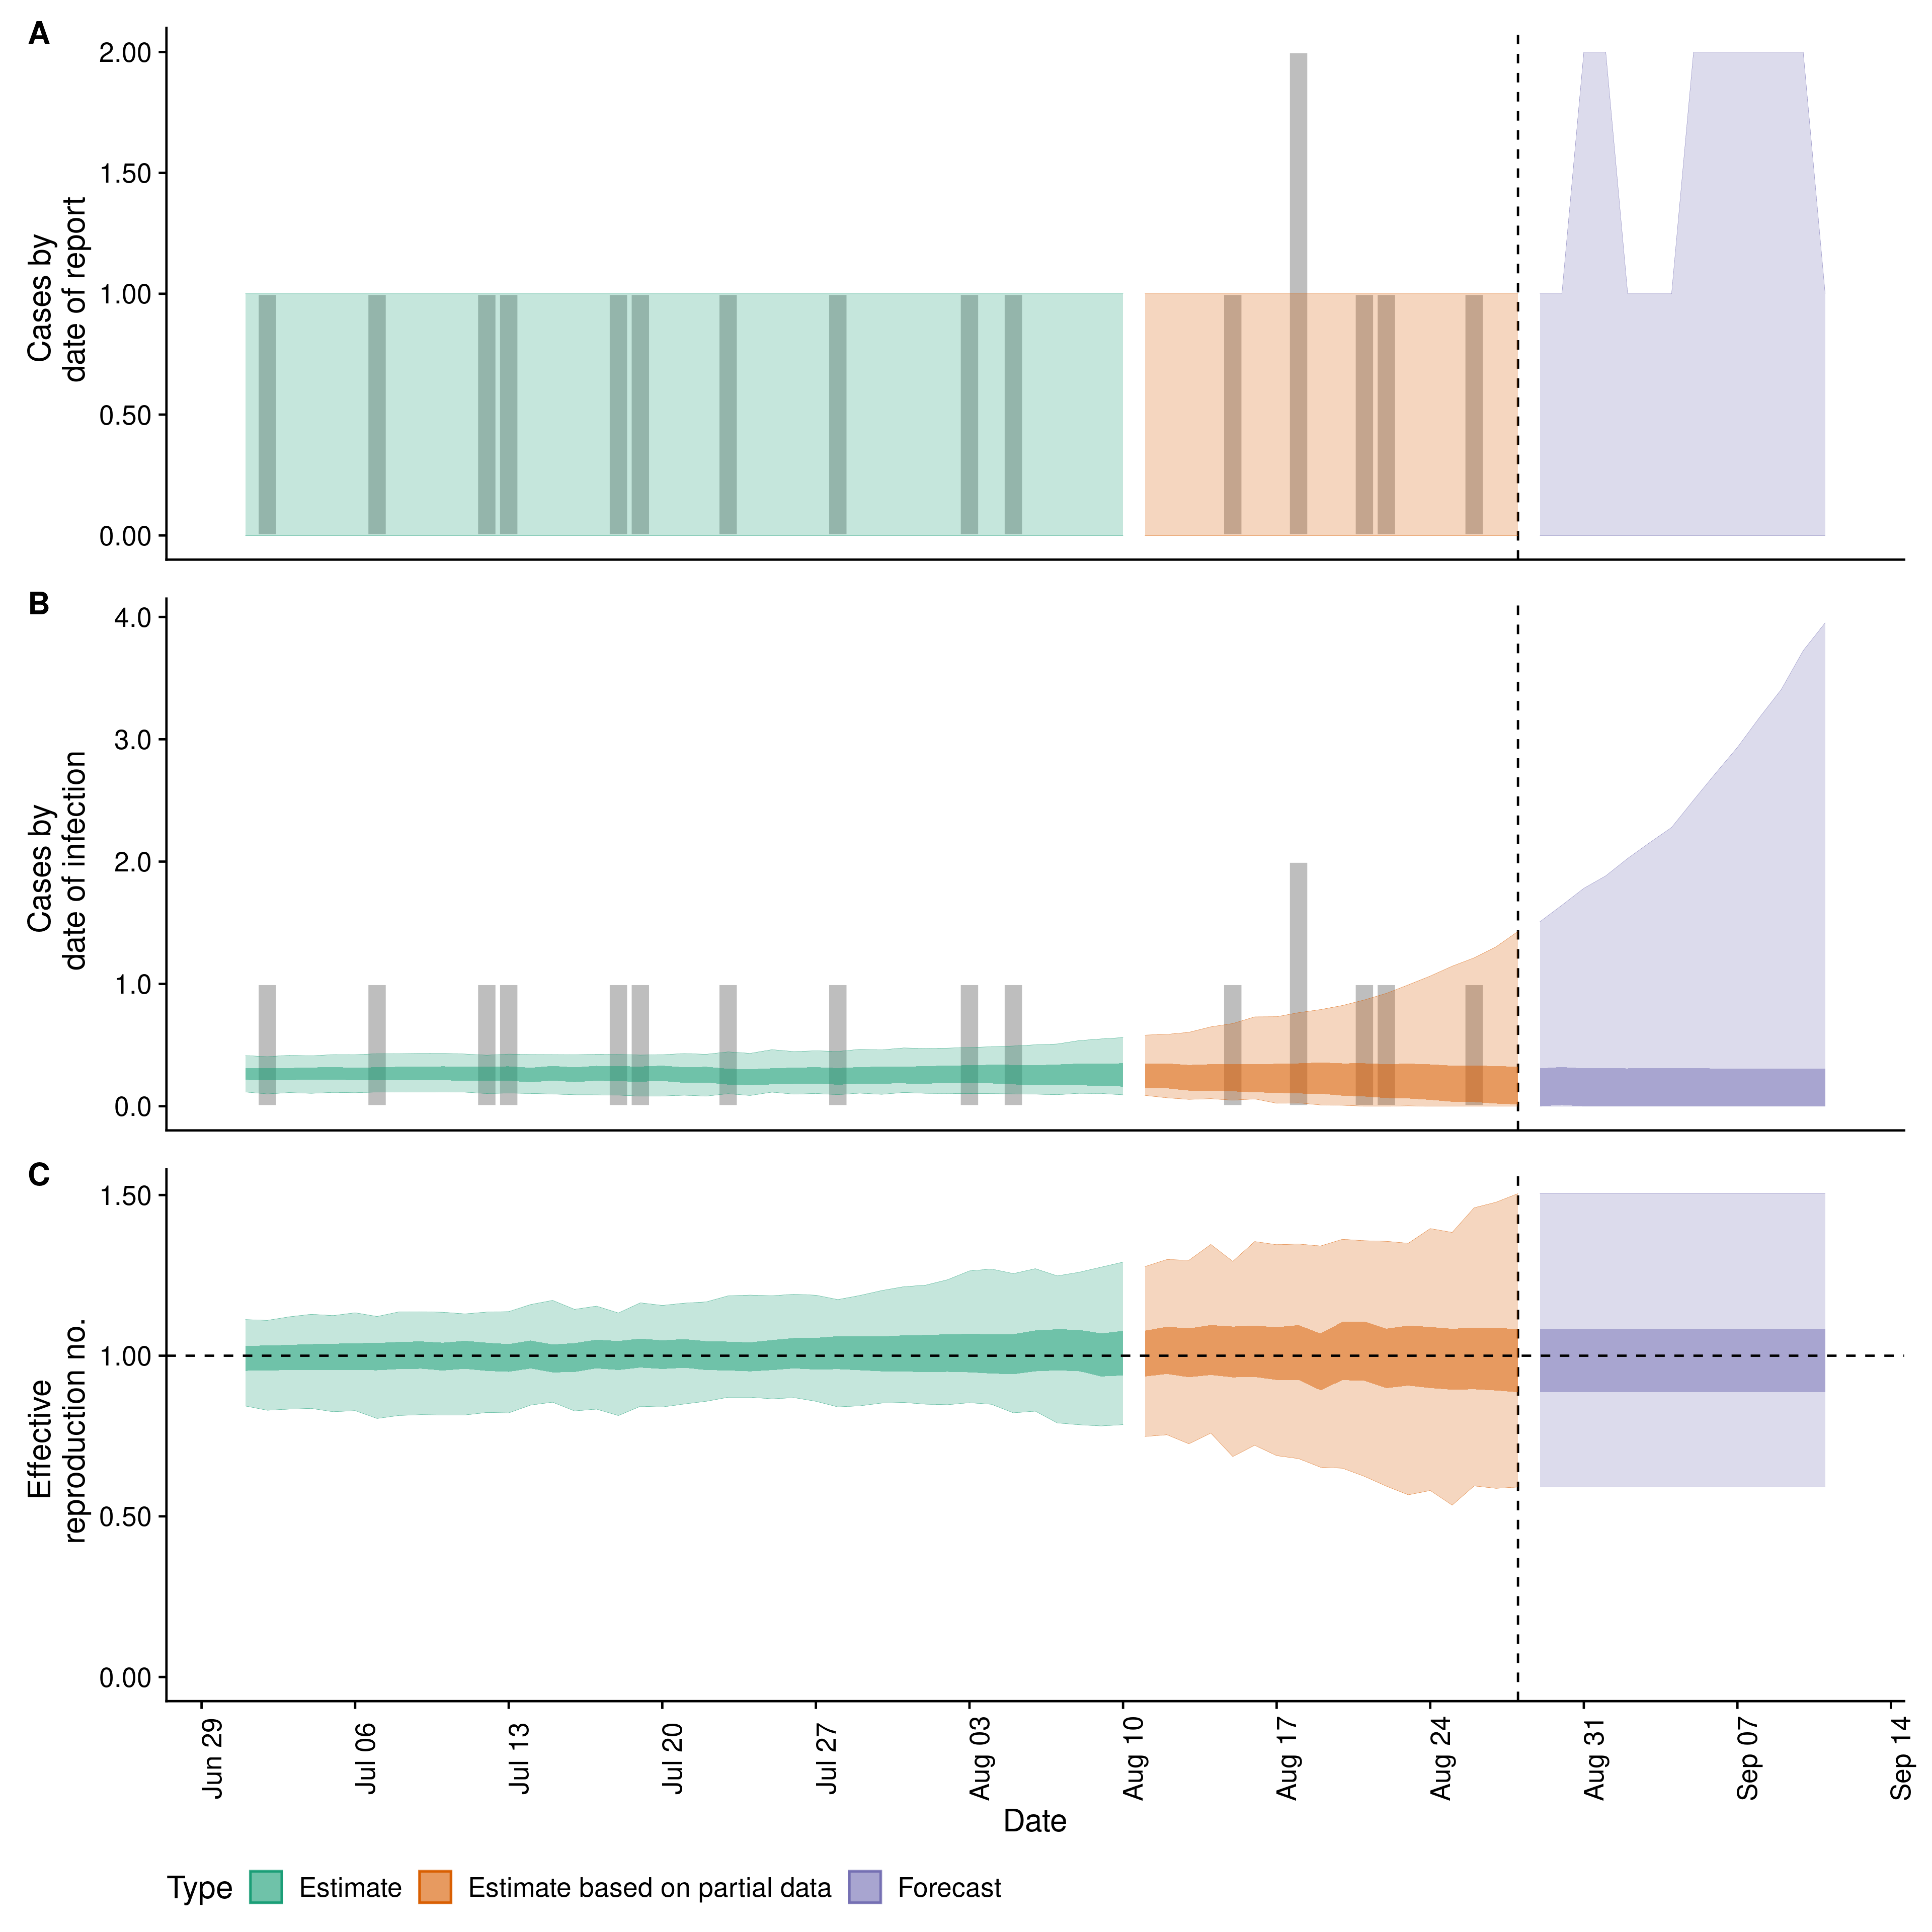 A
Cases by
date of report
2.00
1.50
1.00
0.50
0.00
B
Cases by
date of infection
4.0
3.0
2.0
1.0
0.0
C
Effective
reproduction no.
1.50
1.00
0.50
0.00
Jun 29
Jul 06
Jul 13
Jul 20
Jul 27
Aug 03
Aug 10
Aug 17
Aug 24
Aug 31
Sep 07
Sep 14
Date
Type
Estimate
Estimate based on partial data
Forecast